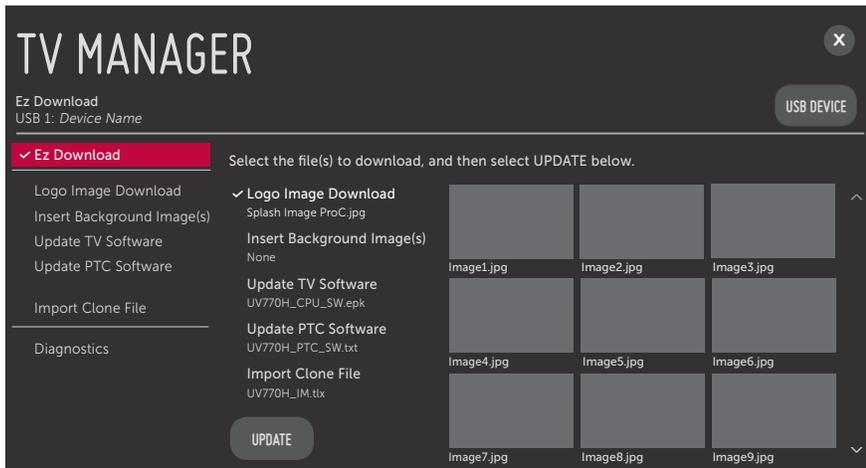 TV MANAGER
X
Ez Download
USB 1: Device Name
USB DEVICE
Ez Download
Logo Image Download
Insert Background Image(s)
Update TV Software
Update PTC Software
Import Clone File
Diagnostics
Select the file(s) to download, and then select UPDATE below.
Logo Image Download
Splash Image ProC.jpg
Insert Background Image(s)
None
Update TV Software
UV770H_CPU_SW.epk
Update PTC Software
UV770H_PTC_SW.txt
Import Clone File
UV770H_IM.tlx
UPDATE
Image1.jpg
Image2.jpg
Image3.jpg
Image4.jpg
Image5.jpg
Image6.jpg
Image7.jpg
Image8.jpg
Image9.jpg